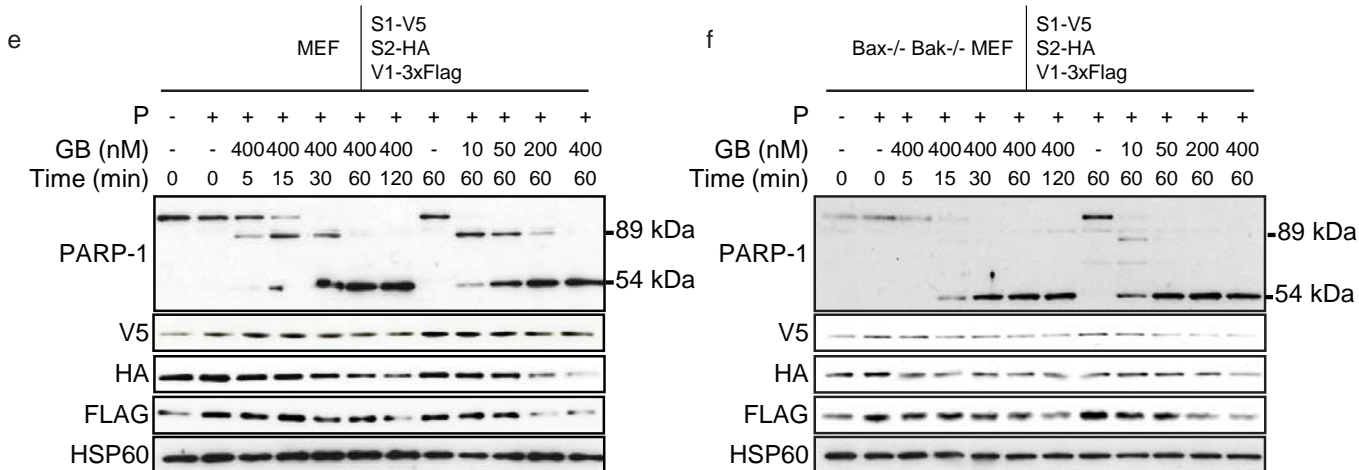 e
MEF
S1-V5
S2-HA
V1-3xFlag
P - + + + + + + + + + + +
GB (nM) - - 400 400 400 400 400 - 10 50 200 400
Time (min) 0 0 5 15 30 60 120 60 60 60 60 60
PARP-1
89 kDa
54 kDa
V5
HA
FLAG
HSP60
f
Bax-/- Bak-/- MEF
S1-V5
S2-HA
V1-3xFlag
P - + + + + + + + + + + +
GB (nM) - - 400 400 400 400 400 - 10 50 200 400
Time (min) 0 0 5 15 30 60 120 60 60 60 60 60
PARP-1
89 kDa
54 kDa
V5
HA
FLAG
HSP60